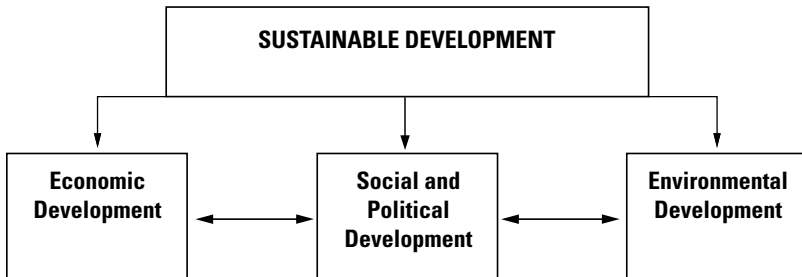 SUSTAINABLE DEVELOPMENT
Economic
Development
Social and
Political
Development
Environmental
Development